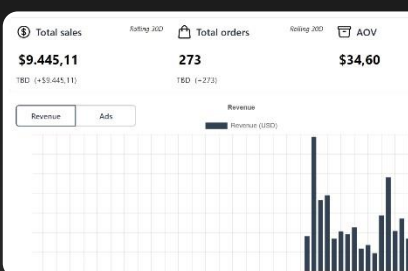 Total sales
Rolling 30D
Total orders
Rolling 30D
AOV
$9.445,11
273
$34,60
TBD (+$9.445,11)
TBD (~273)
Revenue
Ads
Revenue
Revenue (USD)